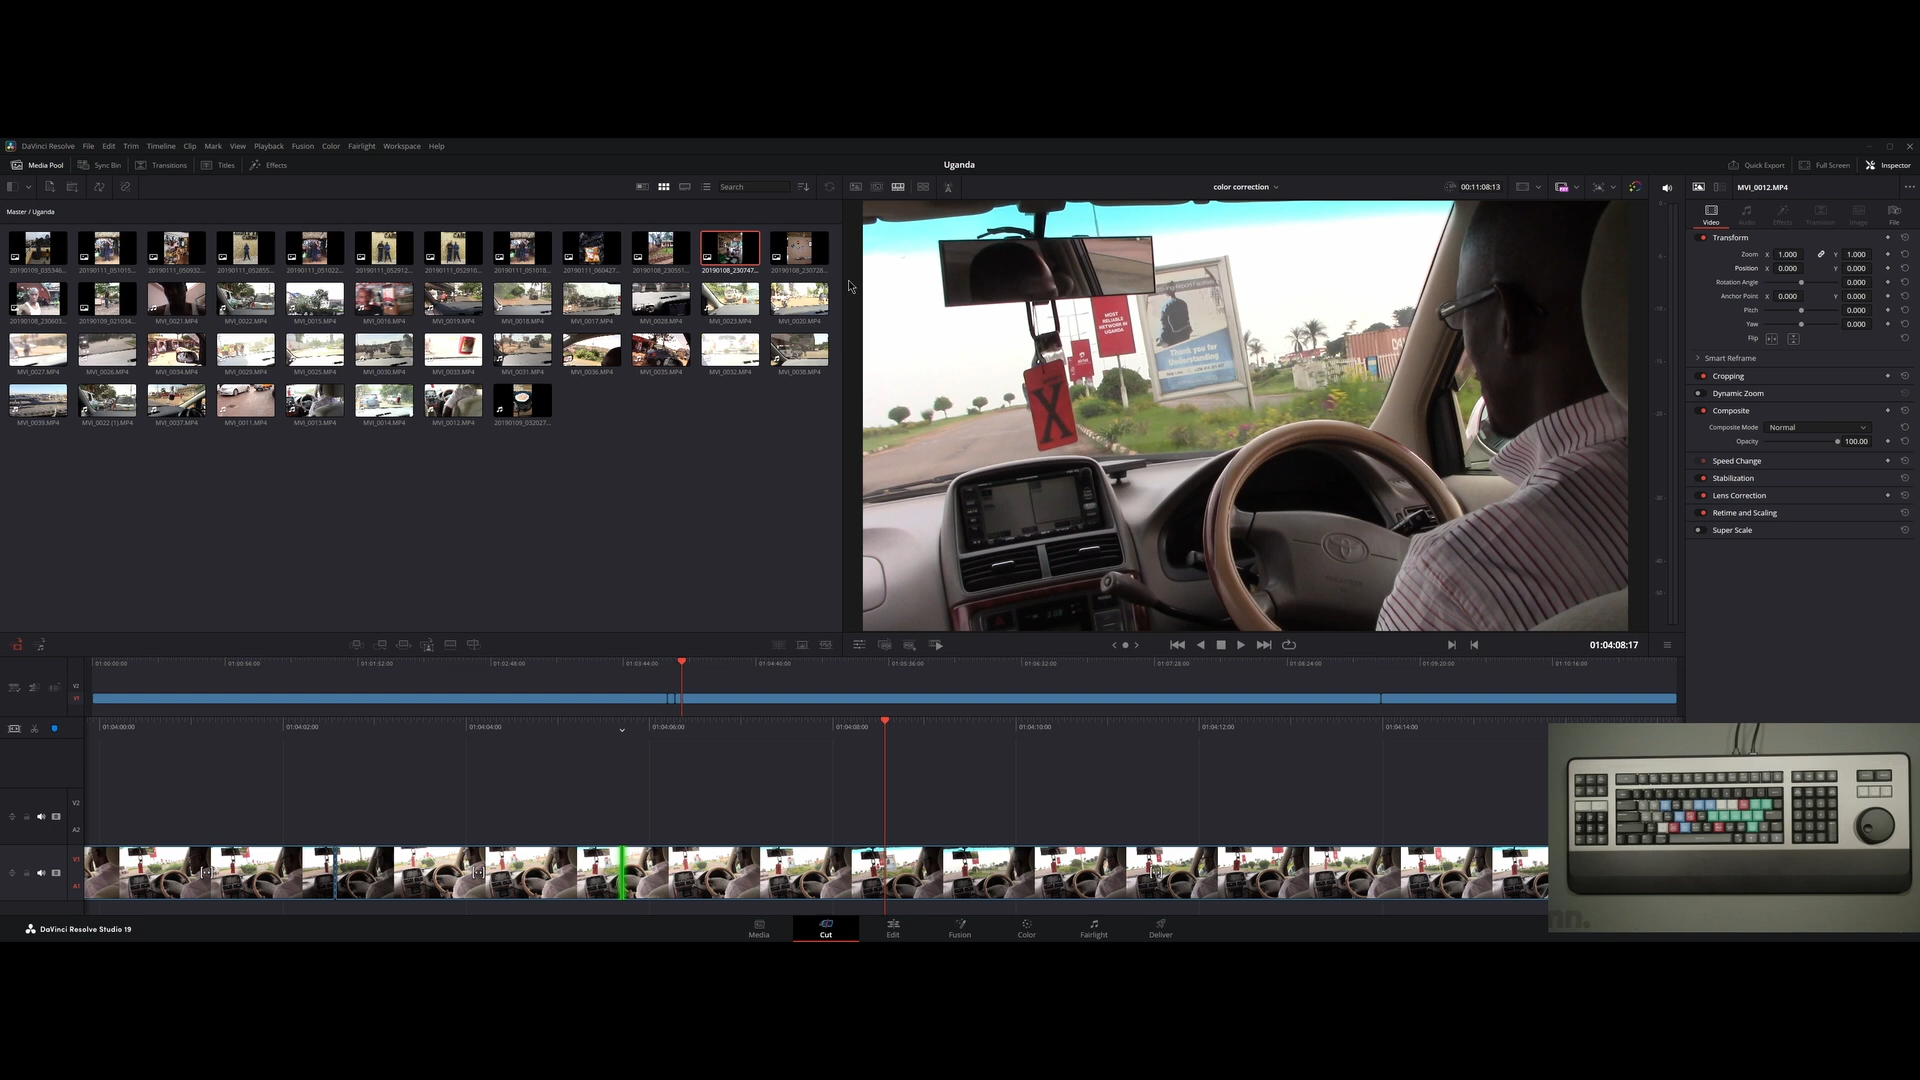 DaVinci Resolve File Edit Trim Timeline Clip Mark View Playback Fusion Color Fairlight Workspace Help
Media Pool Sync Bin Transitions Titles Effects
Uganda
Quick Export Full Screen Inspector
Search
color correction
00:11:08:13
MVI_0012.MP4
Master / Uganda
Video Audio Effects Transition Image File
Transform
Zoom X 1.000 Y 1.000
Position X 0.000 Y 0.000
Rotation Angle 0.000
Anchor Point X 0.000 Y 0.000
Pitch 0.000
Yaw 0.000
Flip
Smart Reframe
Cropping
Dynamic Zoom
Composite
Composite Mode Normal
Opacity 100.00
Speed Change
Stabilization
Lens Correction
Retime and Scaling
Super Scale
20190109_035346... 20190111_051015... 20190111_050932... 20190111_052855... 20190111_051022... 20190111_052912... 20190111_052910... 20190111_051018... 20190111_060427... 20190108_230551... 20190108_230747... 20190108_230728...
20190108_230603... 20190109_021034... MVI_0021.MP4 MVI_0022.MP4 MVI_0015.MP4 MVI_0016.MP4 MVI_0019.MP4 MVI_0018.MP4 MVI_0017.MP4 MVI_0028.MP4 MVI_0023.MP4 MVI_0020.MP4
MVI_0027.MP4 MVI_0026.MP4 MVI_0034.MP4 MVI_0029.MP4 MVI_0025.MP4 MVI_0030.MP4 MVI_0033.MP4 MVI_0031.MP4 MVI_0036.MP4 MVI_0035.MP4 MVI_0032.MP4 MVI_0038.MP4
MVI_0039.MP4 MVI_0022 (1).MP4 MVI_0037.MP4 MVI_0011.MP4 MVI_0013.MP4 MVI_0014.MP4 MVI_0012.MP4 20190109_032027...
MOST
RELIABLE
NETWORK IN
UGANDA
Thank you for
Understanding
X
01:04:08:17
01:00:00:00 01:00:56:00 01:01:52:00 01:02:48:00 01:03:44:00 01:04:40:00 01:05:36:00 01:06:32:00 01:07:28:00 01:08:24:00 01:09:20:00 01:10:16:00
V2
V1
01:04:00:00 01:04:02:00 01:04:04:00 01:04:06:00 01:04:08:00 01:04:10:00 01:04:12:00 01:04:14:00
V2
A2
V1
A1
DaVinci Resolve Studio 19
Media Cut Edit Fusion Color Fairlight Deliver